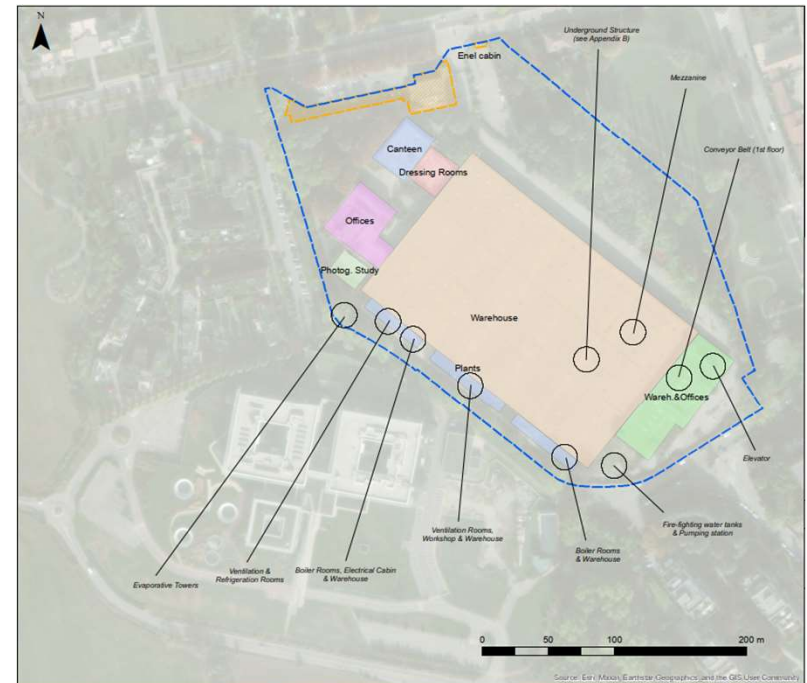 N
Underground Structure
(see Appendix B)
Enel cabin
Mezzanine
Conveyor Belt (1st floor)
Canteen
Dressing Rooms
Offices
Photog. Study
Warehouse
Plants
Wareh.&Offices
Elevator
Fire-fighting water tanks
& Pumping station
Ventilation Rooms,
Workshop & Warehouse
Boiler Rooms
& Warehouse
Boiler Rooms, Electrical Cabin
& Warehouse
Ventilation &
Refrigeration Rooms
Evaporative Towers
0 50 100 200 m
Source: Esri, Maxar, Earthstar Geographics, and the GIS User Community